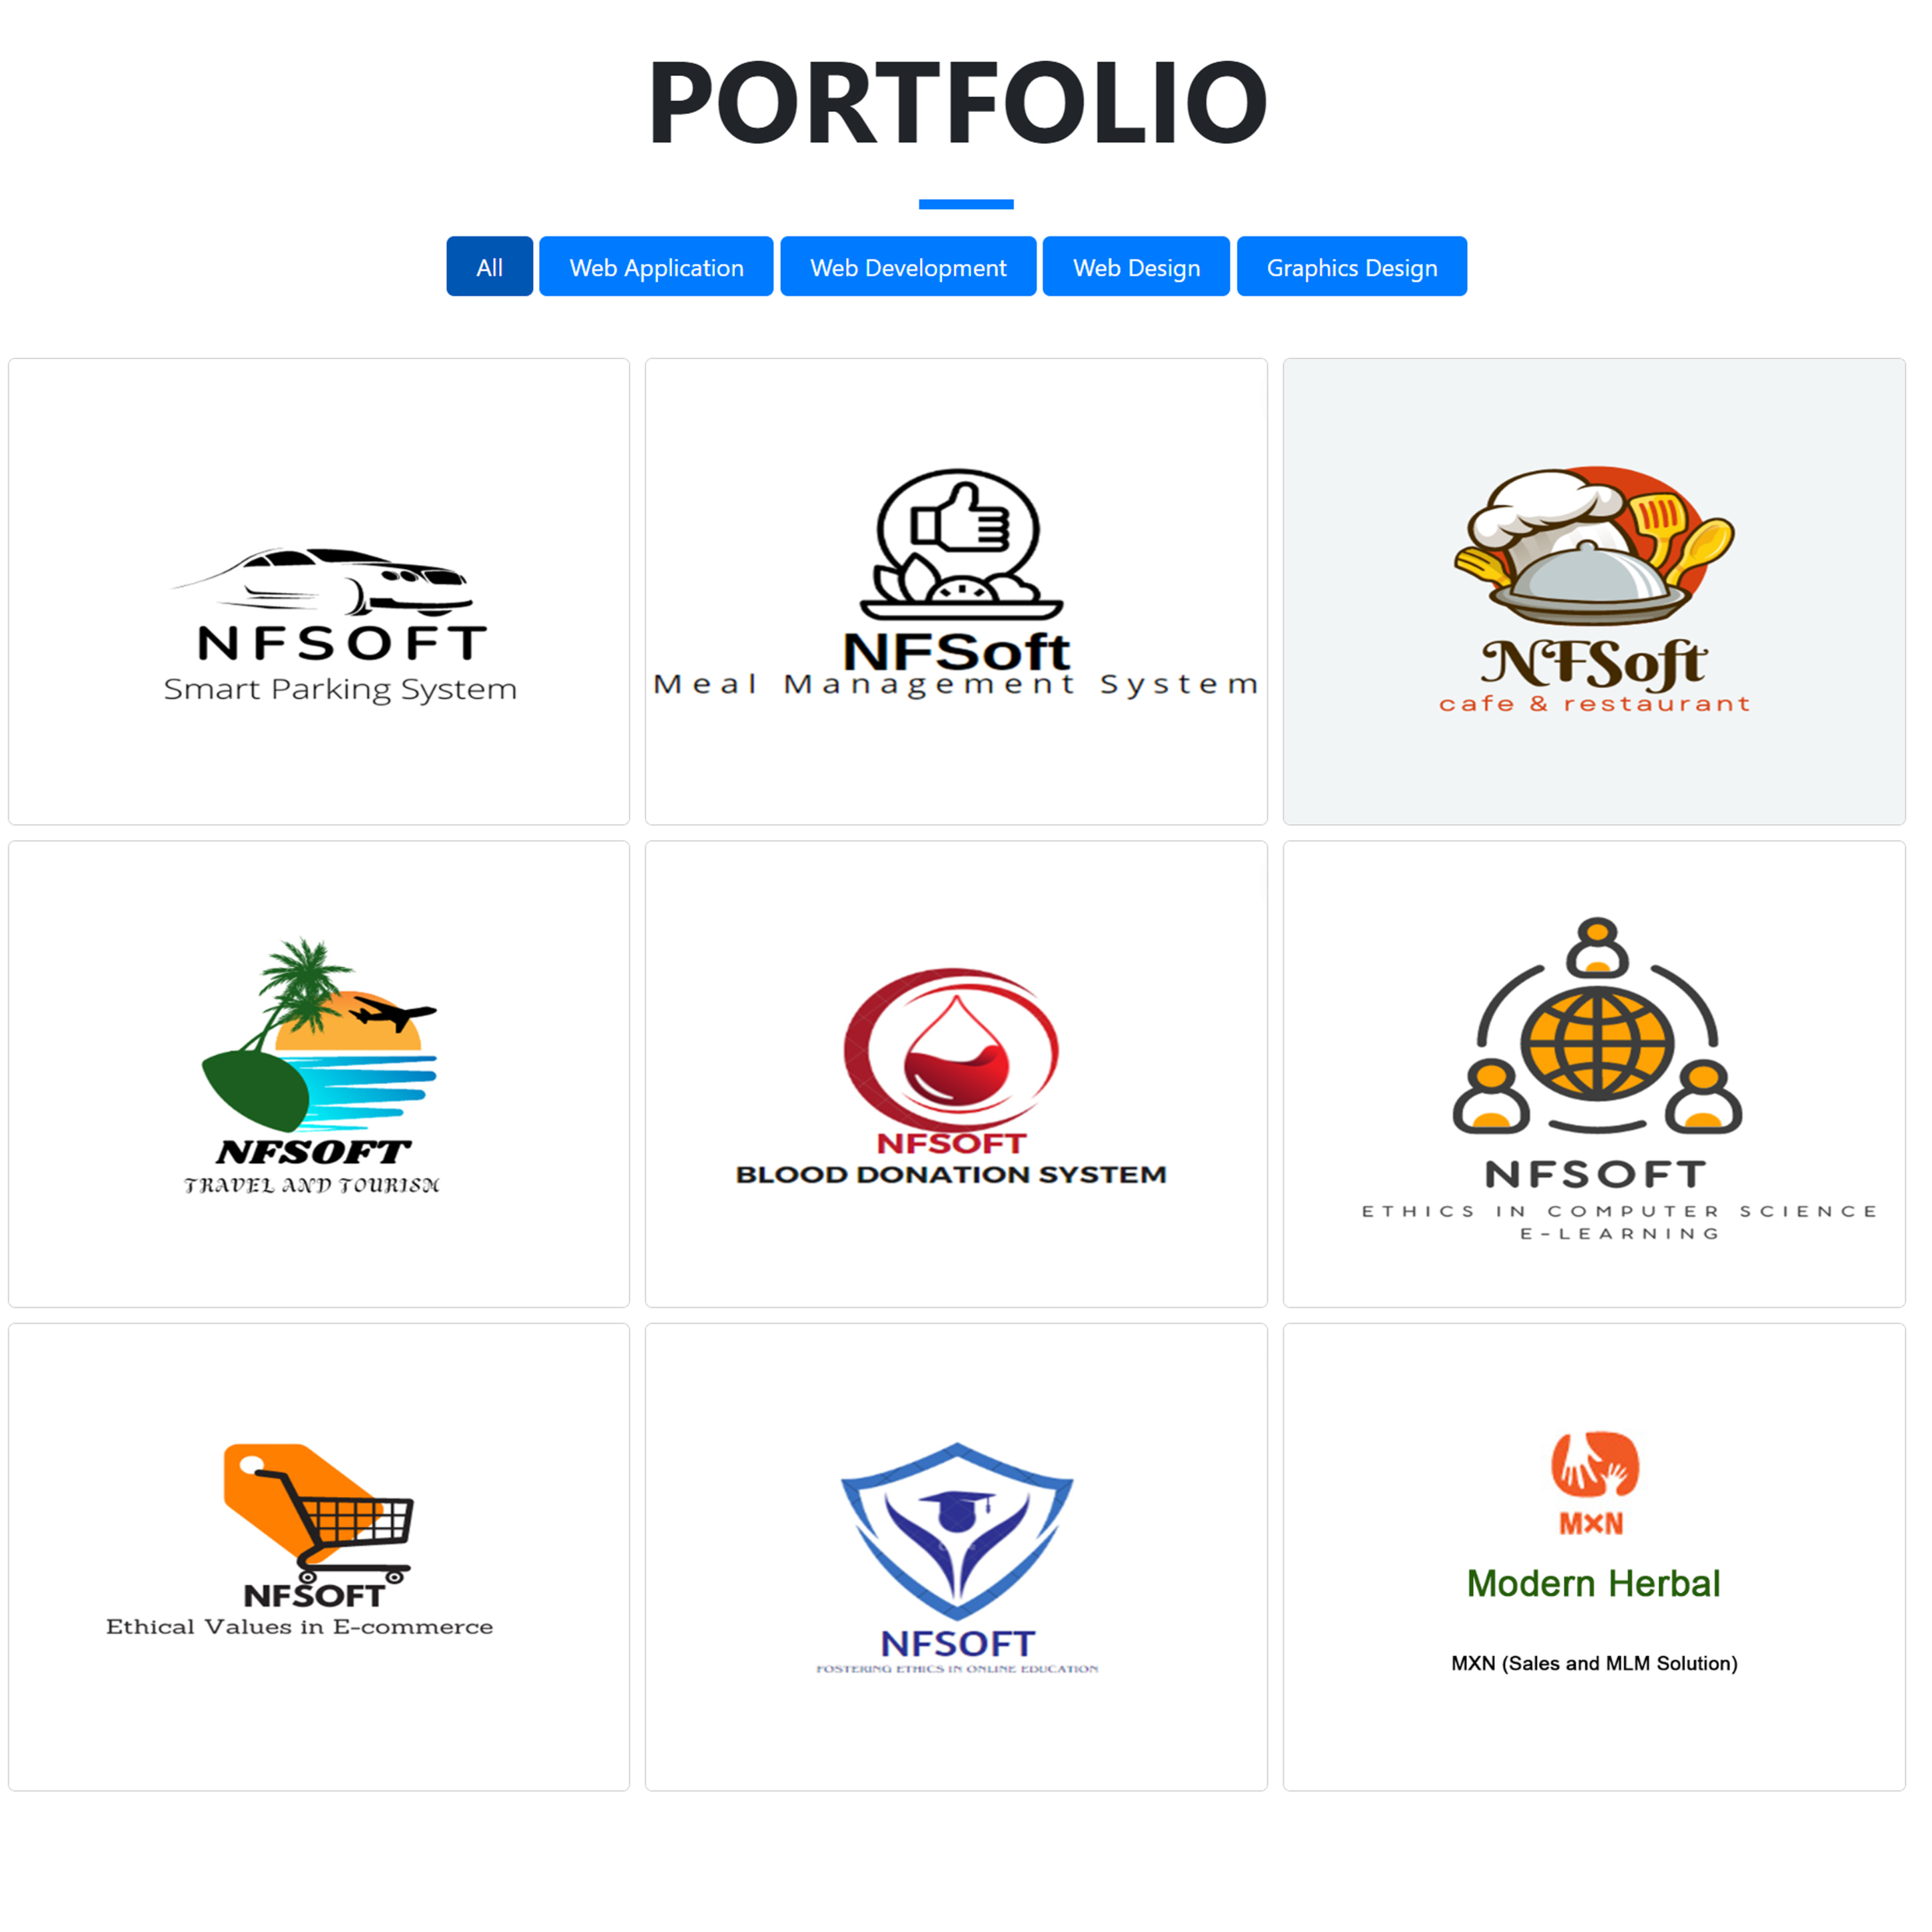 PORTFOLIO
All
Web Application
Web Development
Web Design
Graphics Design
NFSOFT
Smart Parking System
NFSoft
Meal Management System
NFSoft
cafe & restaurant
NFSOFT
TRAVEL AND TOURISM
NFSOFT
BLOOD DONATION SYSTEM
NFSOFT
ETHICS IN COMPUTER SCIENCE
E-LEARNING
NFSOFT
Ethical Values in E-commerce
NFSOFT
FOSTERING ETHICS IN ONLINE EDUCATION
MXN
Modern Herbal
MXN (Sales and MLM Solution)